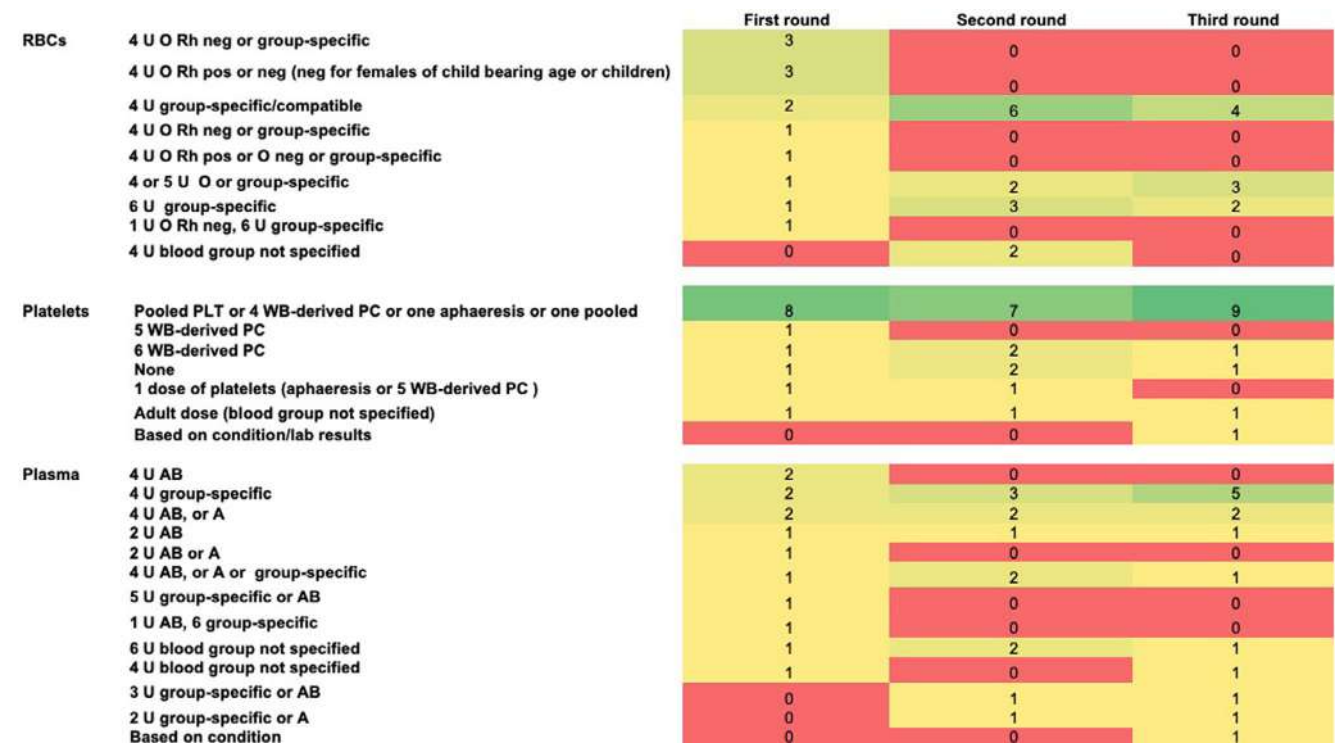 First round Second round Third round
RBCs 4 U O Rh neg or group-specific 3 0 0
4 U O Rh pos or neg (neg for females of child bearing age or children) 3 0 0
4 U group-specific/compatible 2 6 4
4 U O Rh neg or group-specific 1 0 0
4 U O Rh pos or O neg or group-specific 1 0 0
4 or 5 U O or group-specific 1 2 3
6 U group-specific 1 3 2
1 U O Rh neg, 6 U group-specific 1 0 0
4 U blood group not specified 0 2 0
Platelets Pooled PLT or 4 WB-derived PC or one aphaeresis or one pooled 8 7 9
5 WB-derived PC 1 0 0
6 WB-derived PC 1 2 1
None 1 2 1
1 dose of platelets (aphaeresis or 5 WB-derived PC ) 1 1 0
Adult dose (blood group not specified) 1 1 1
Based on condition/lab results 0 0 1
Plasma 4 U AB 2 0 0
4 U group-specific 2 3 5
4 U AB, or A 2 2 2
2 U AB 1 1 1
2 U AB or A 1 0 0
4 U AB, or A or group-specific 1 2 1
5 U group-specific or AB 1 0 0
1 U AB, 6 group-specific 1 0 0
6 U blood group not specified 1 2 1
4 U blood group not specified 1 0 1
3 U group-specific or AB 0 1 1
2 U group-specific or A 0 1 1
Based on condition 0 0 1